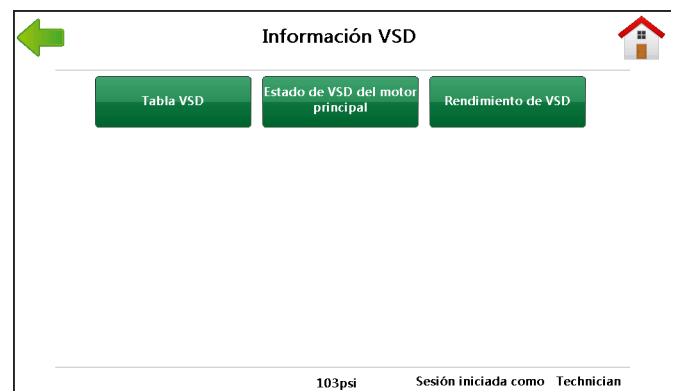 Información VSD
Tabla VSD
Estado de VSD del motor
principal
Rendimiento de VSD
103psi
Sesión iniciada como Technician